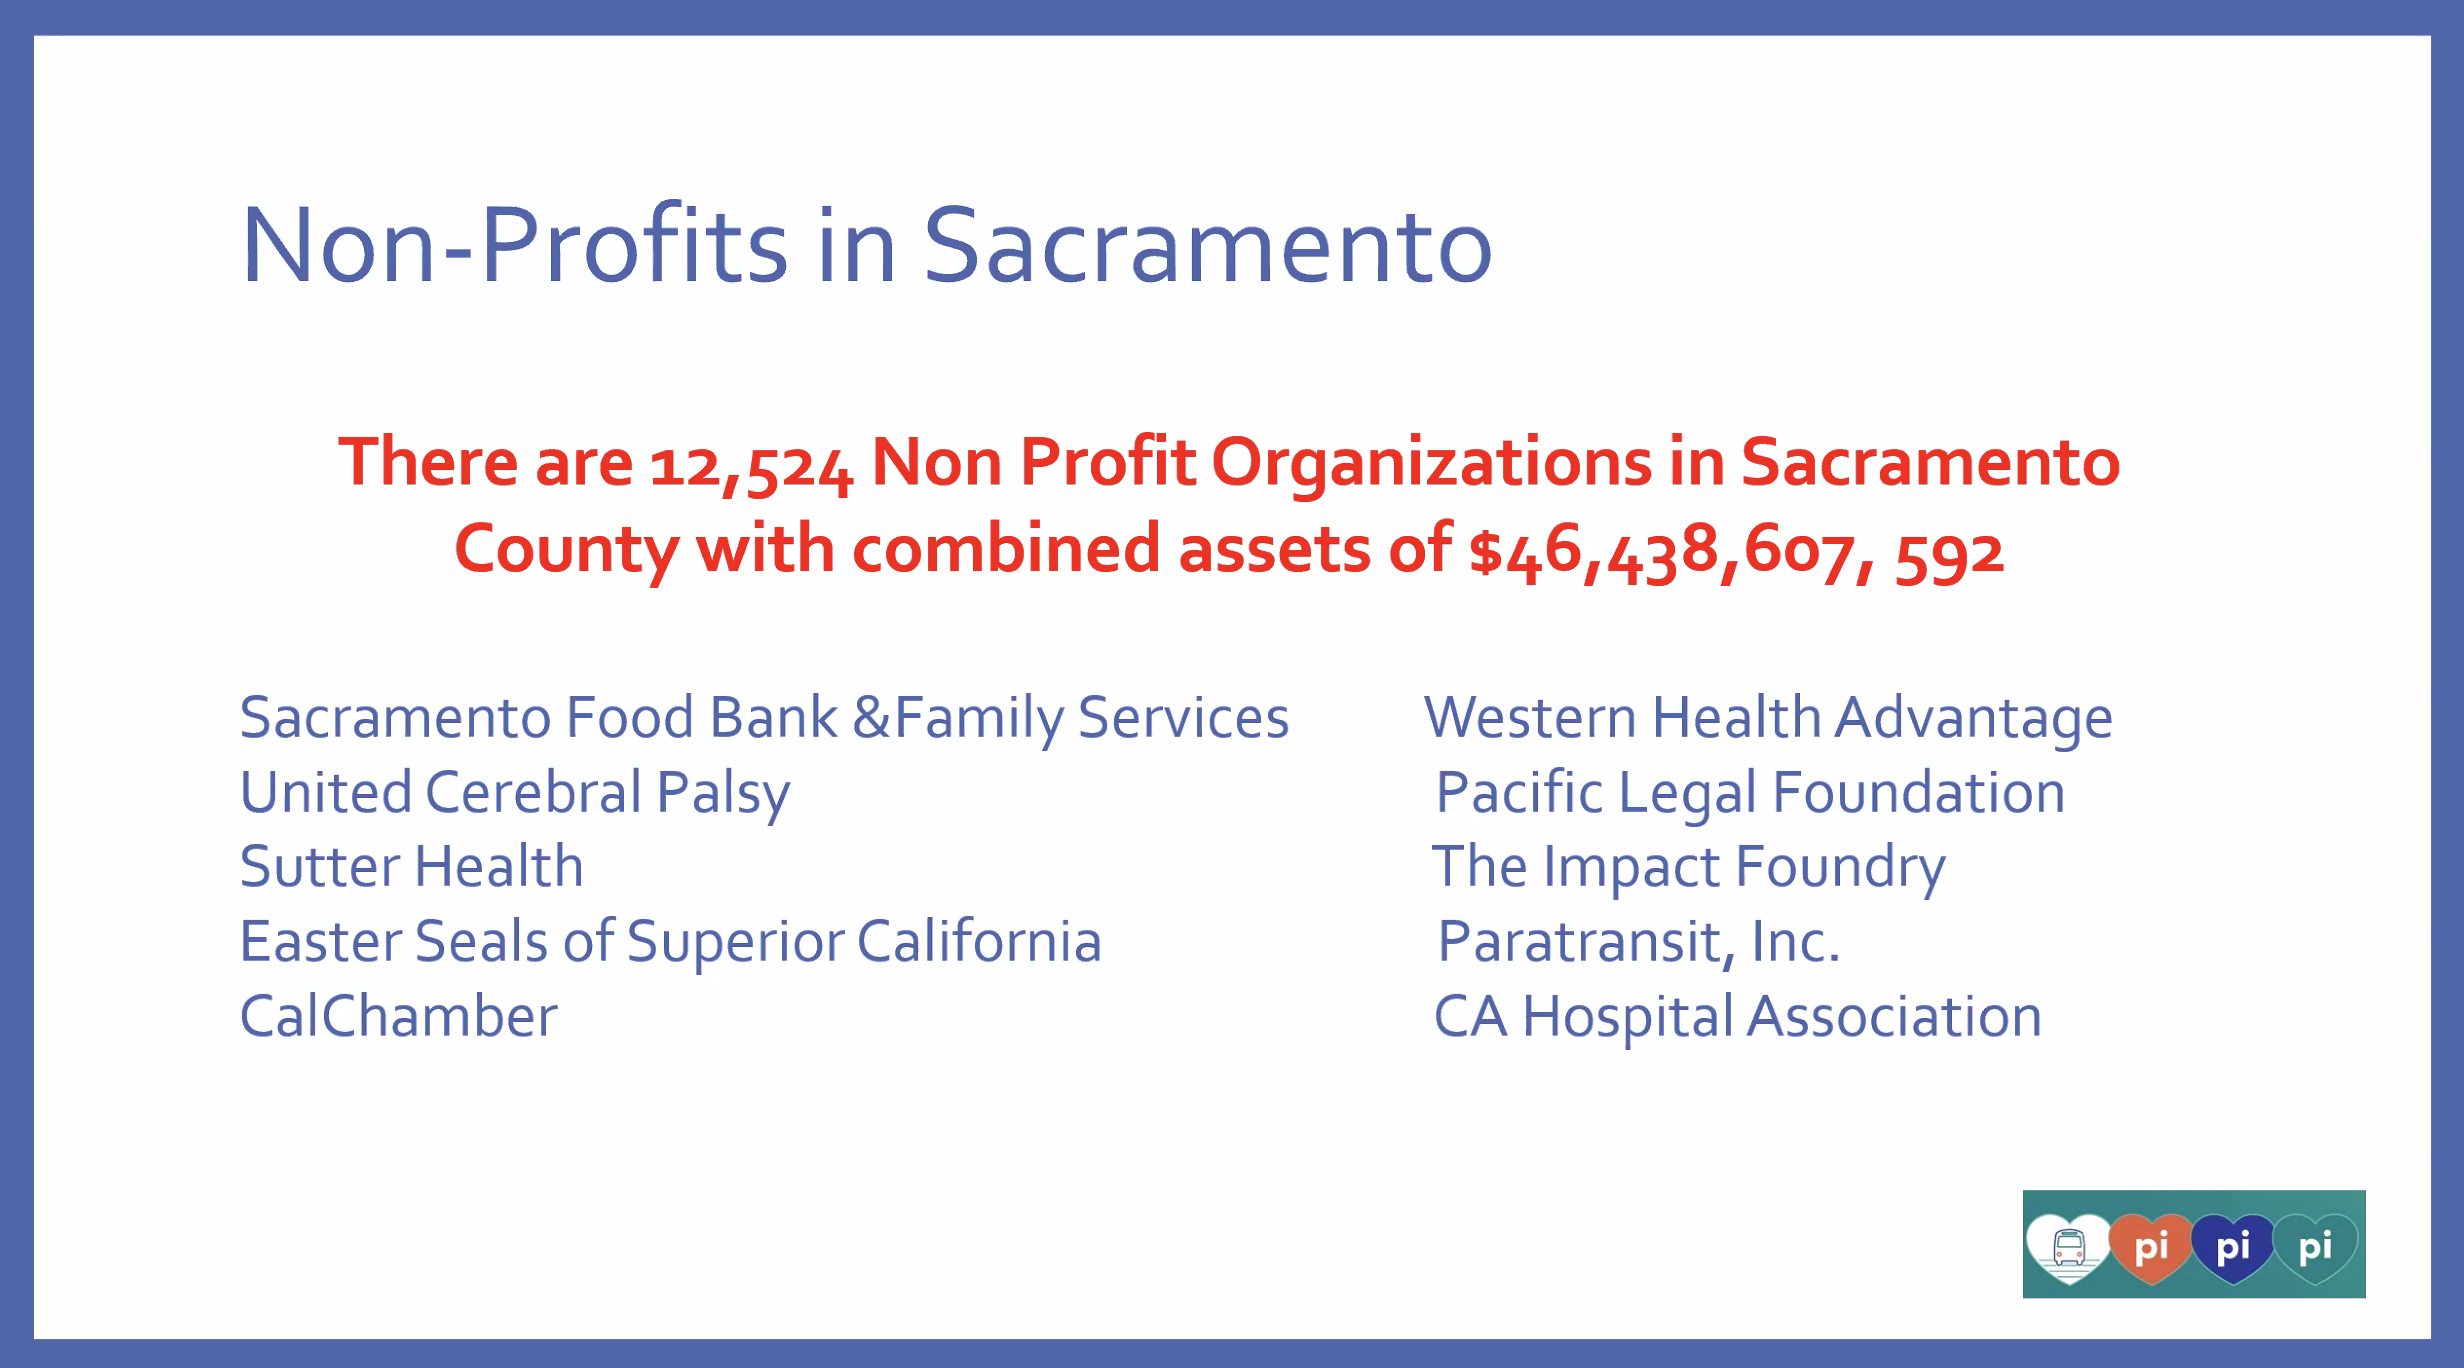 Non-Profits in Sacramento
There are 12,524 Non Profit Organizations in Sacramento
County with combined assets of $46,438,607, 592
Sacramento Food Bank &Family Services
United Cerebral Palsy
Sutter Health
Easter Seals of Superior California
CalChamber
Western Health Advantage
Pacific Legal Foundation
The Impact Foundry
Paratransit, Inc.
CA Hospital Association
pi pi pi